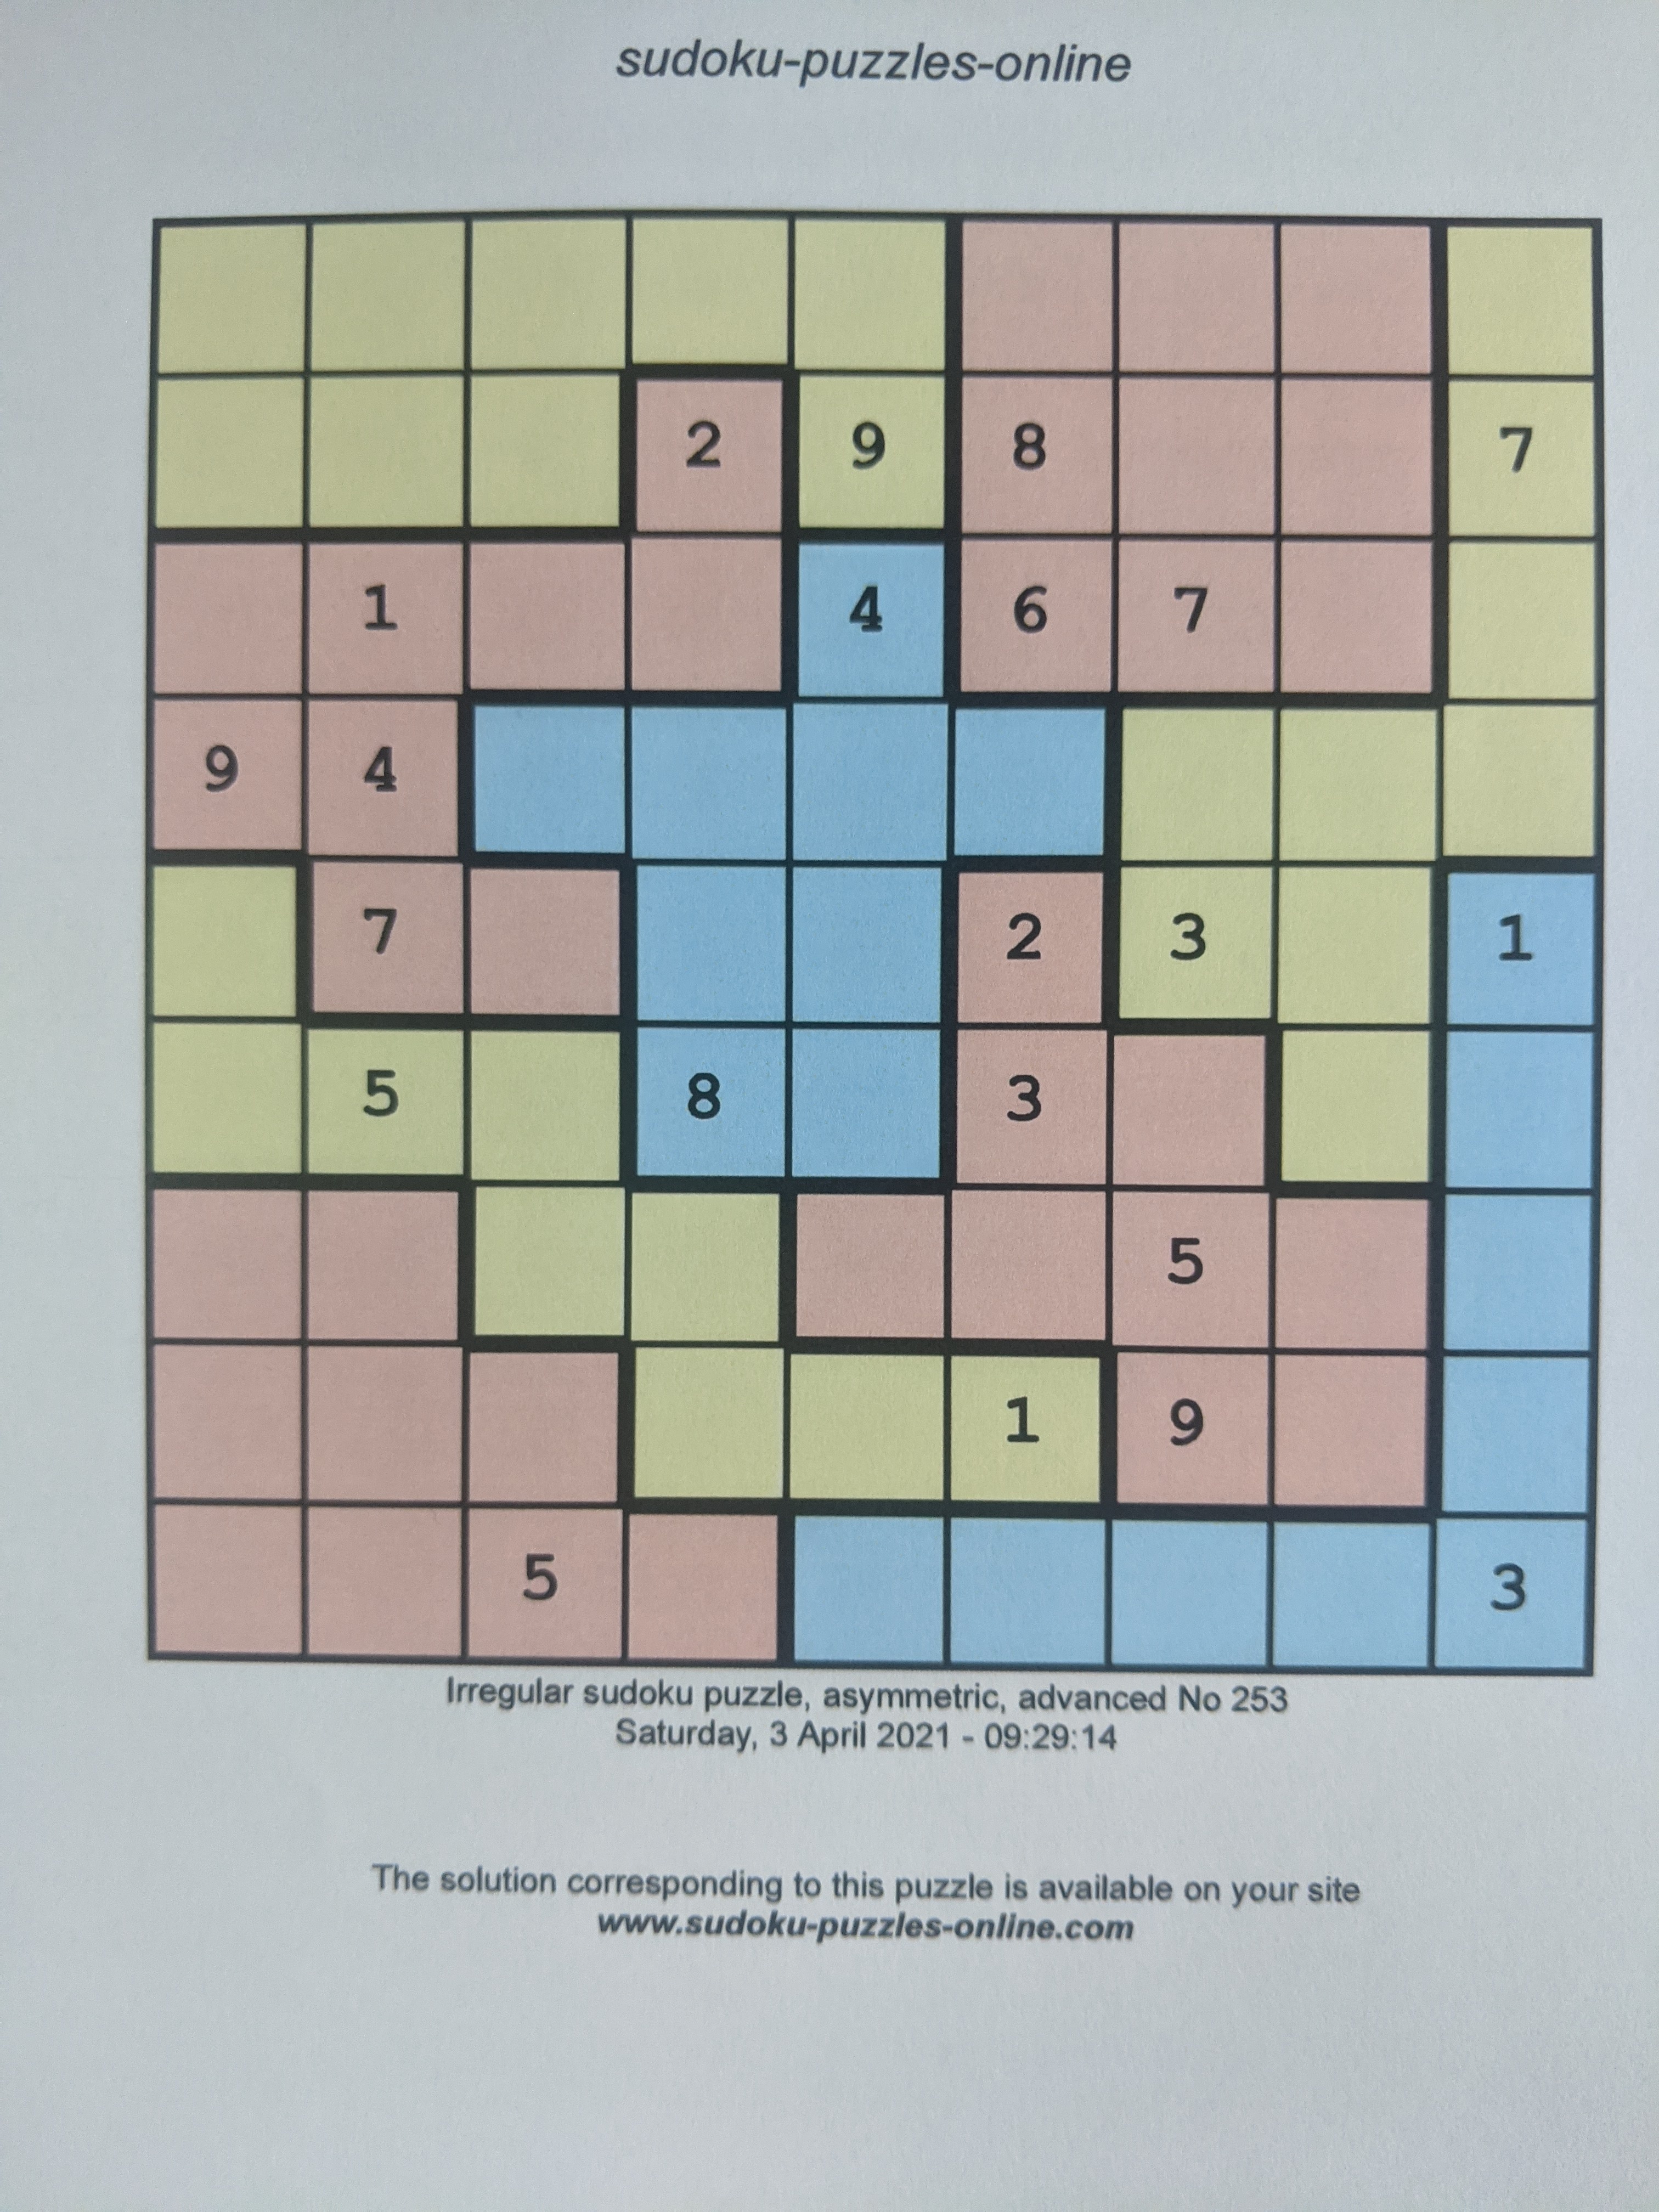 sudoku-puzzles-online
2 9 8 7
1 4 6 7
9 4
7 2 3 1
5 8 3
5
1 9
5 3
Irregular sudoku puzzle, asymmetric, advanced No 253
Saturday, 3 April 2021 - 09:29:14
The solution corresponding to this puzzle is available on your site
www.sudoku-puzzles-online.com